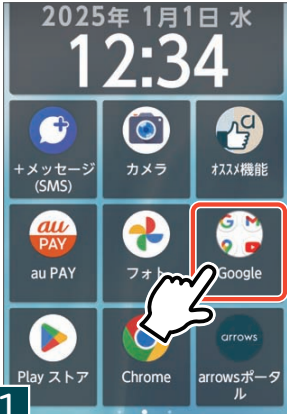 2025年 1月1日 水
12:34
+メッセージ
(SMS)
カメラ
オススメ機能
au
PAY
au PAY
フォト
Google
Play ストア
Chrome
arrows
arrowsポータ
ル
1